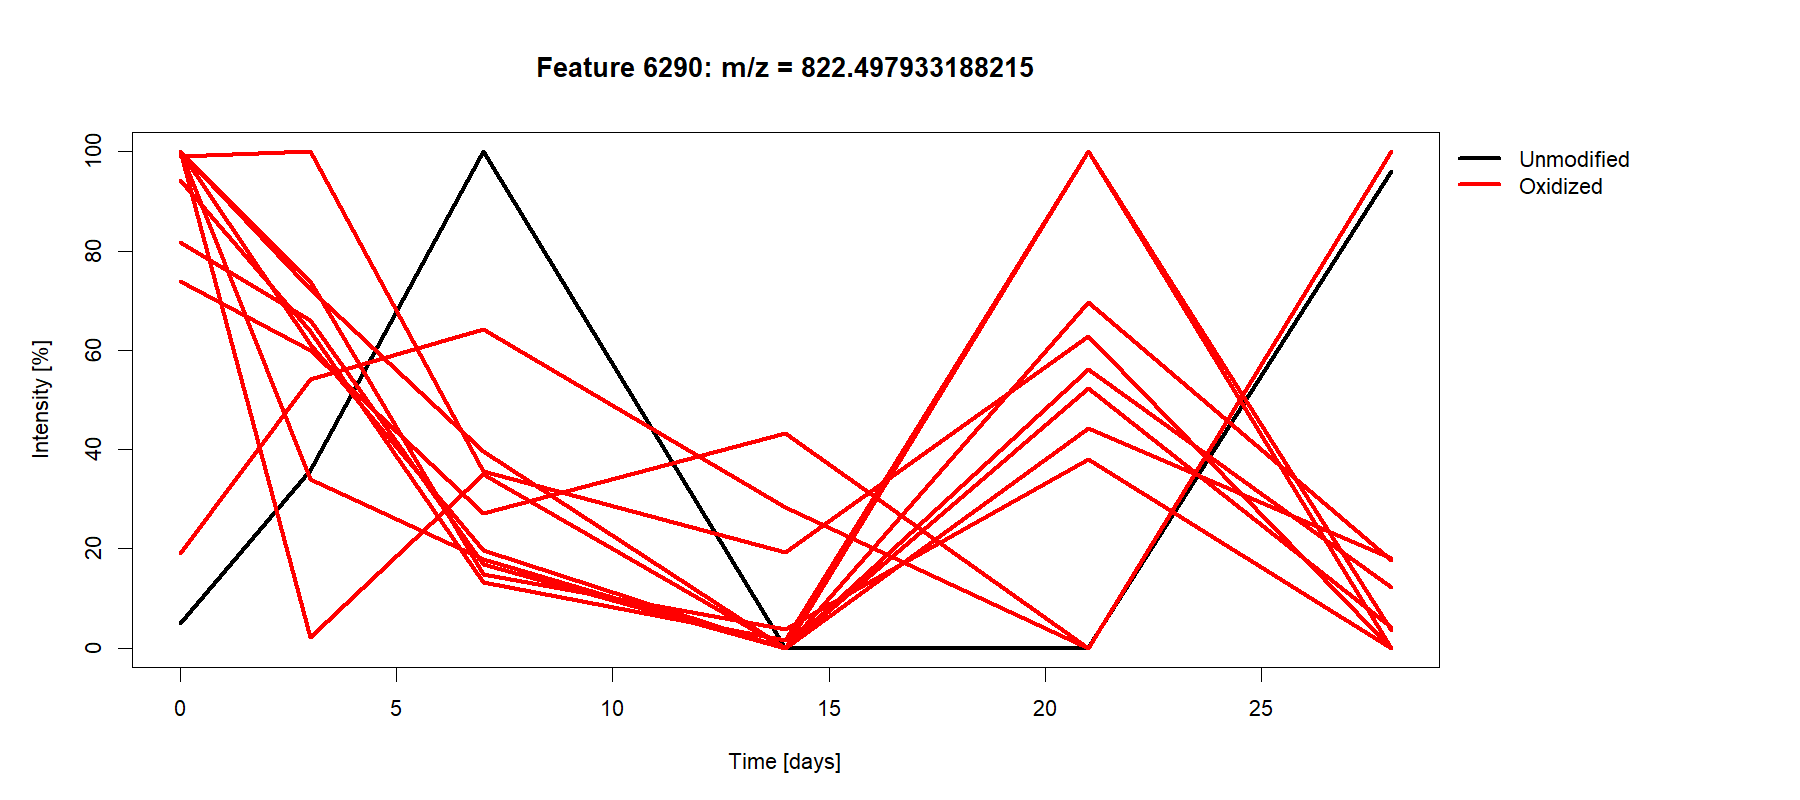 Feature 6290: m/z = 822.497933188215
Unmodified
Oxidized
Intensity [%]
100
80
60
40
20
0
0 5 10 15 20 25
Time [days]